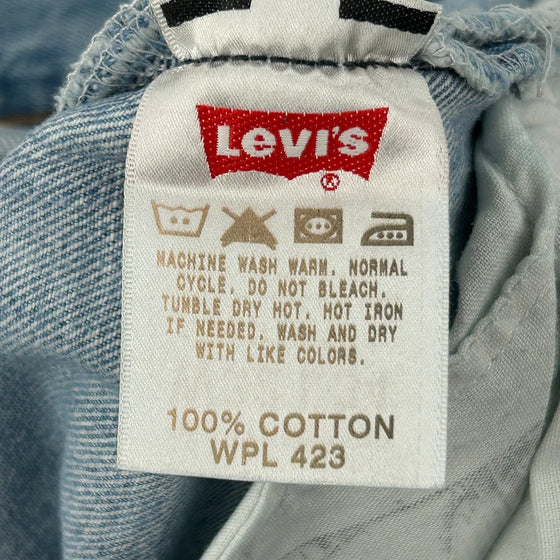 Levi's
®
MACHINE WASH WARM, NORMAL
CYCLE, DO NOT BLEACH,
TUMBLE DRY HOT, HOT IRON
IF NEEDED, WASH AND DRY
WITH LIKE COLORS.
100% COTTON
WPL 423